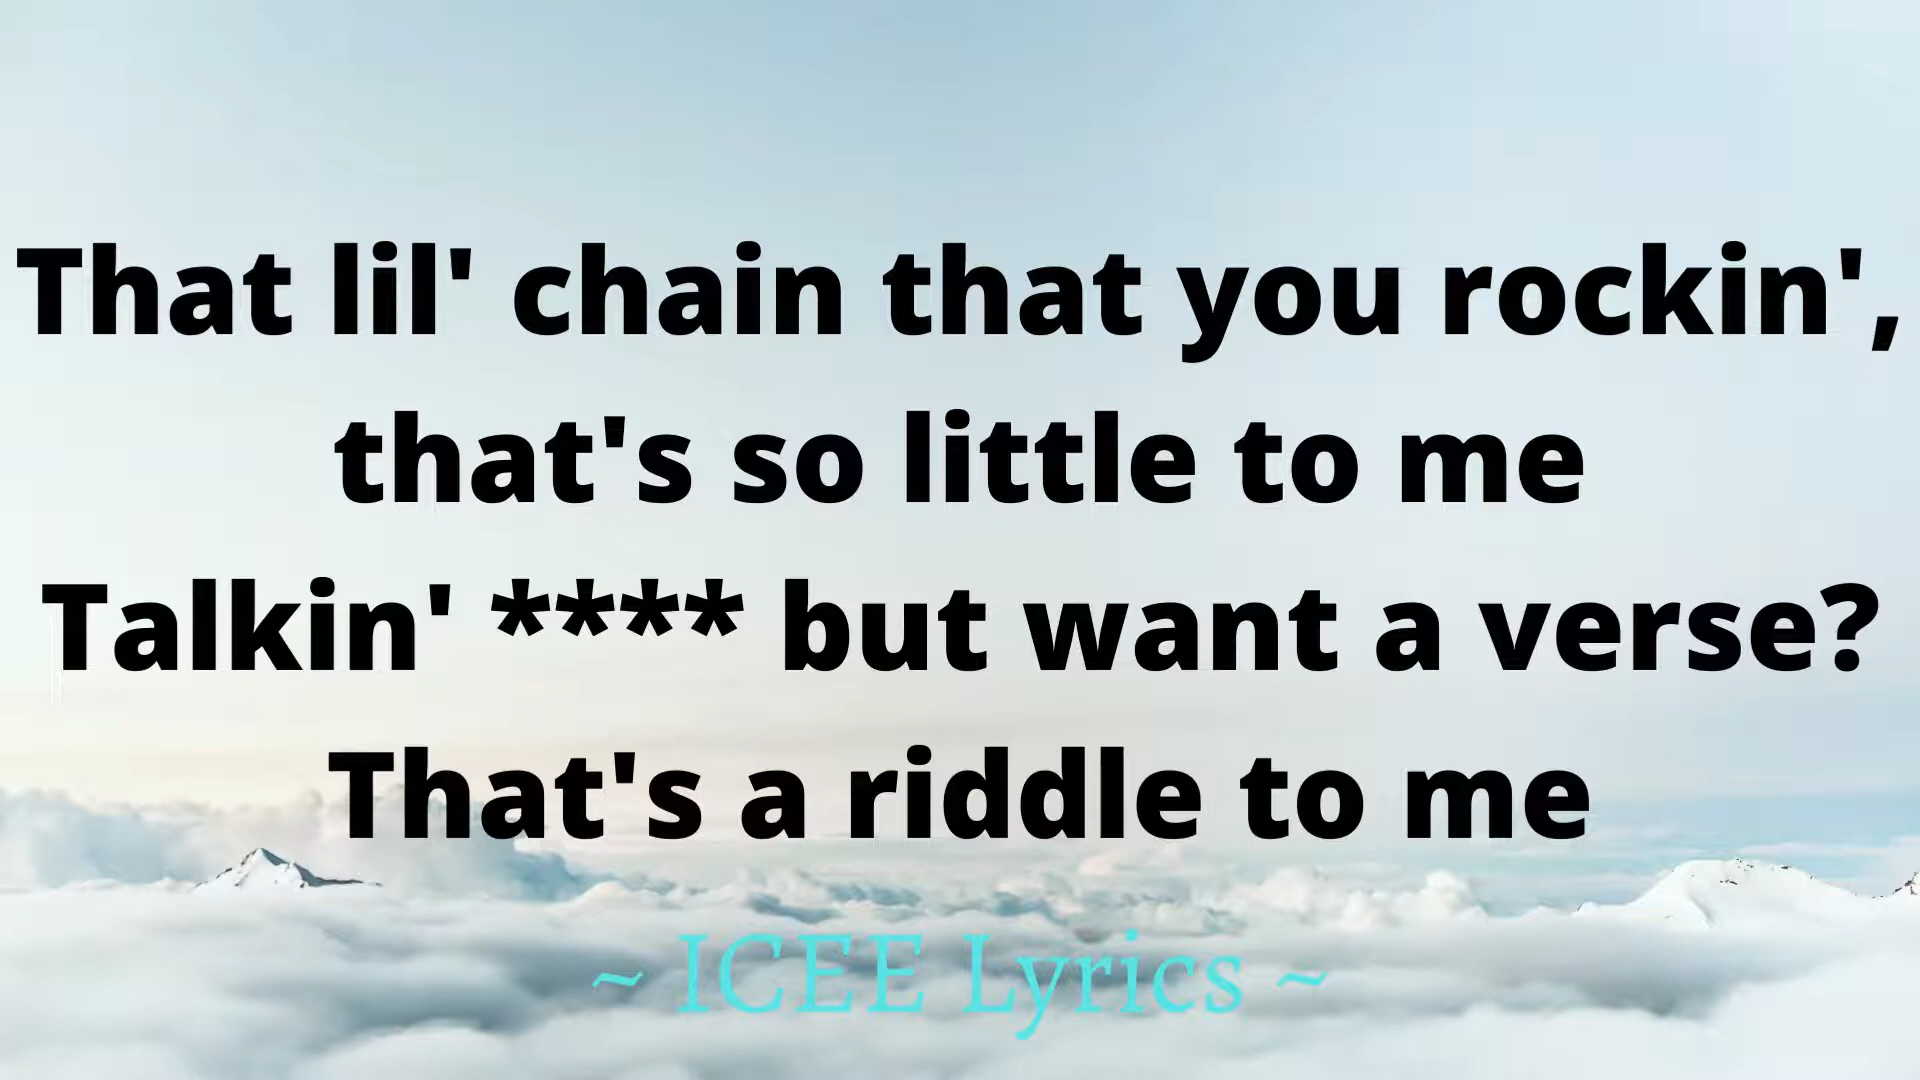 That lil' chain that you rockin',
that's so little to me
Talkin' **** but want a verse?
That's a riddle to me
~ ICEE Lyrics ~